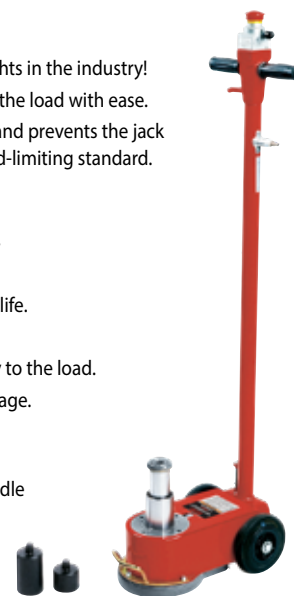 hts in the industry!
the load with ease.
and prevents the jack
d-limiting standard.
life.
to the load.
age.
dle